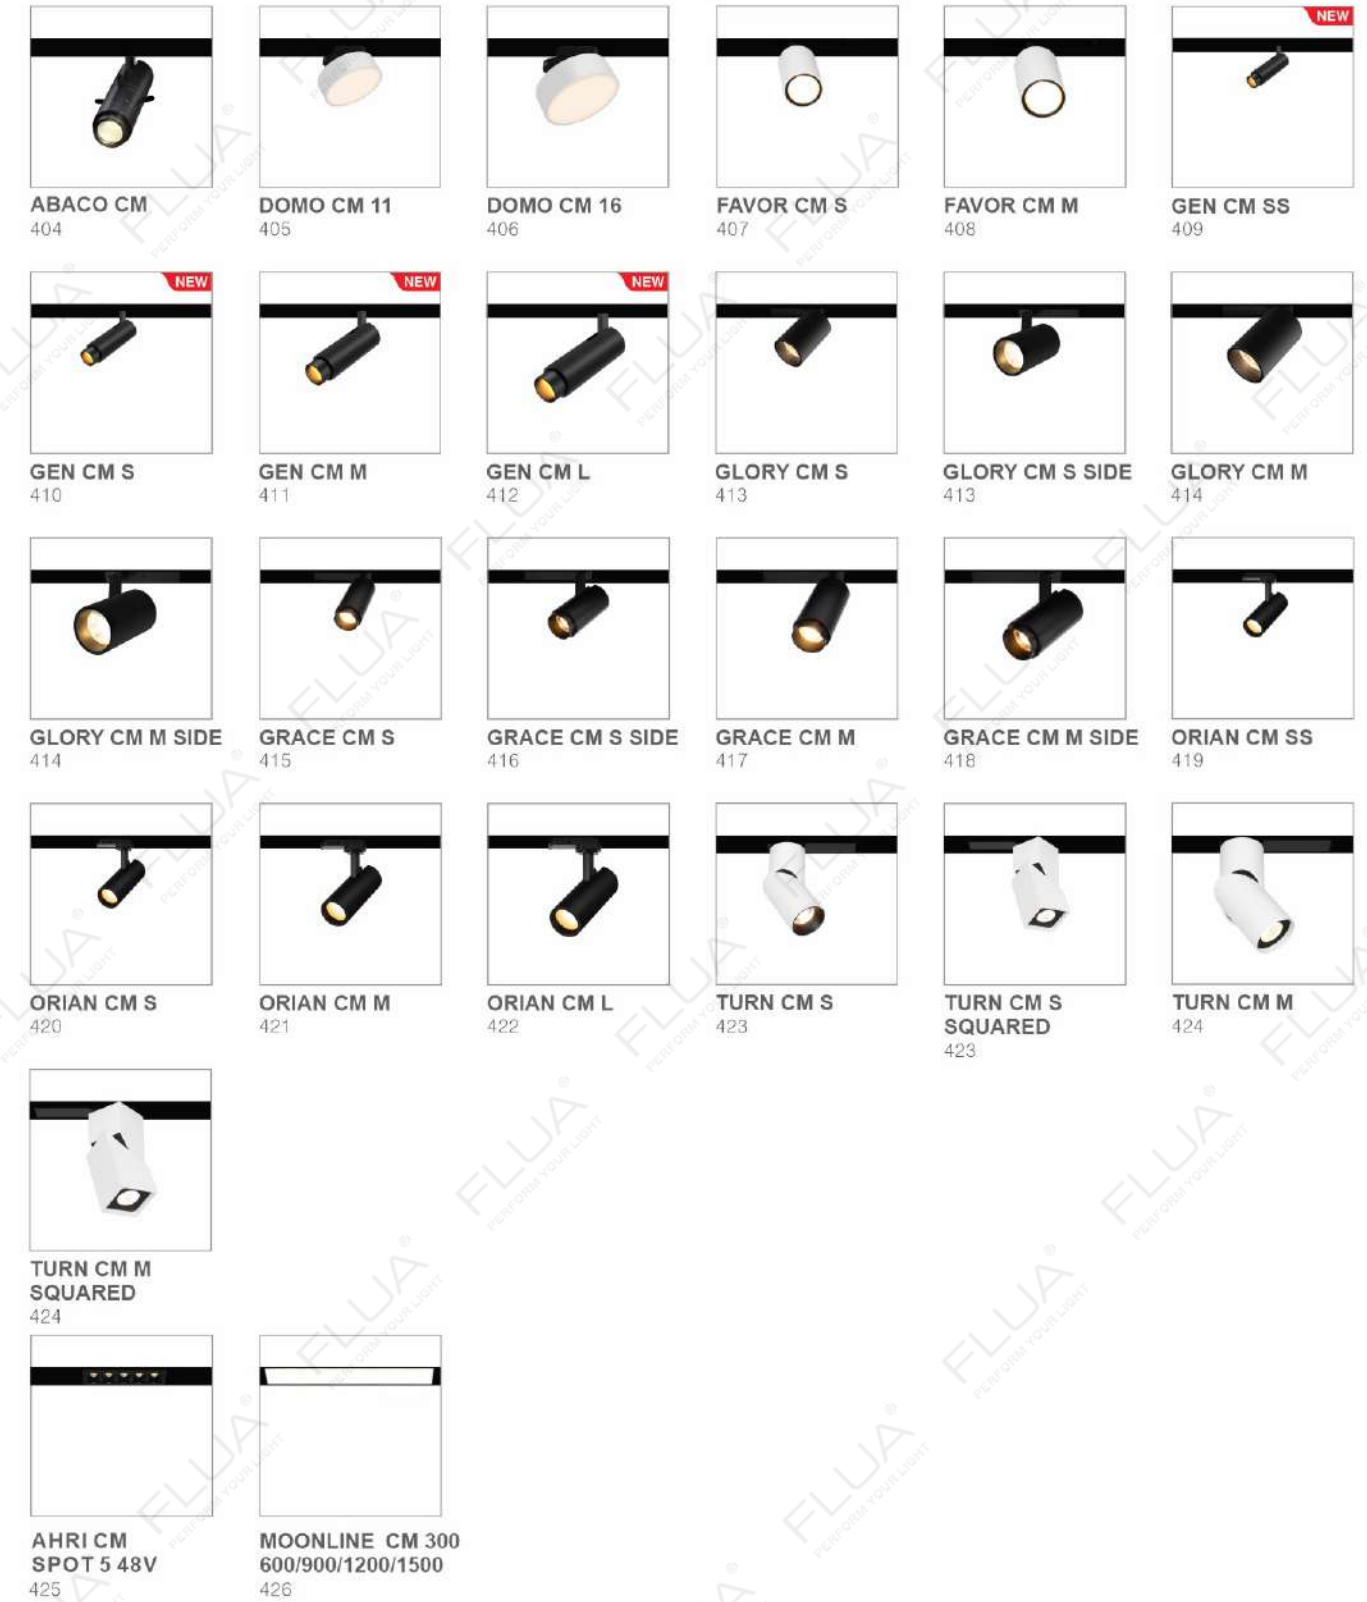 NEW
ABACO CM
404
DOMO CM 11
405
DOMO CM 16
406
FAVOR CM S
407
FAVOR CM M
408
GEN CM SS
409
NEW
NEW
NEW
GEN CM S
410
GEN CM M
411
GEN CM L
412
GLORY CM S
413
GLORY CM S SIDE
413
GLORY CM M
414
GLORY CM M SIDE
414
GRACE CM S
415
GRACE CM S SIDE
416
GRACE CM M
417
GRACE CM M SIDE
418
ORIAN CM SS
419
ORIAN CM S
420
ORIAN CM M
421
ORIAN CM L
422
TURN CM S
423
TURN CM S
SQUARED
423
TURN CM M
424
TURN CM M
SQUARED
424
AHRI CM
SPOT 5 48V
425
MOONLINE CM 300
600/900/1200/1500
426
FLUA®
PERFORM YOUR LIGHT